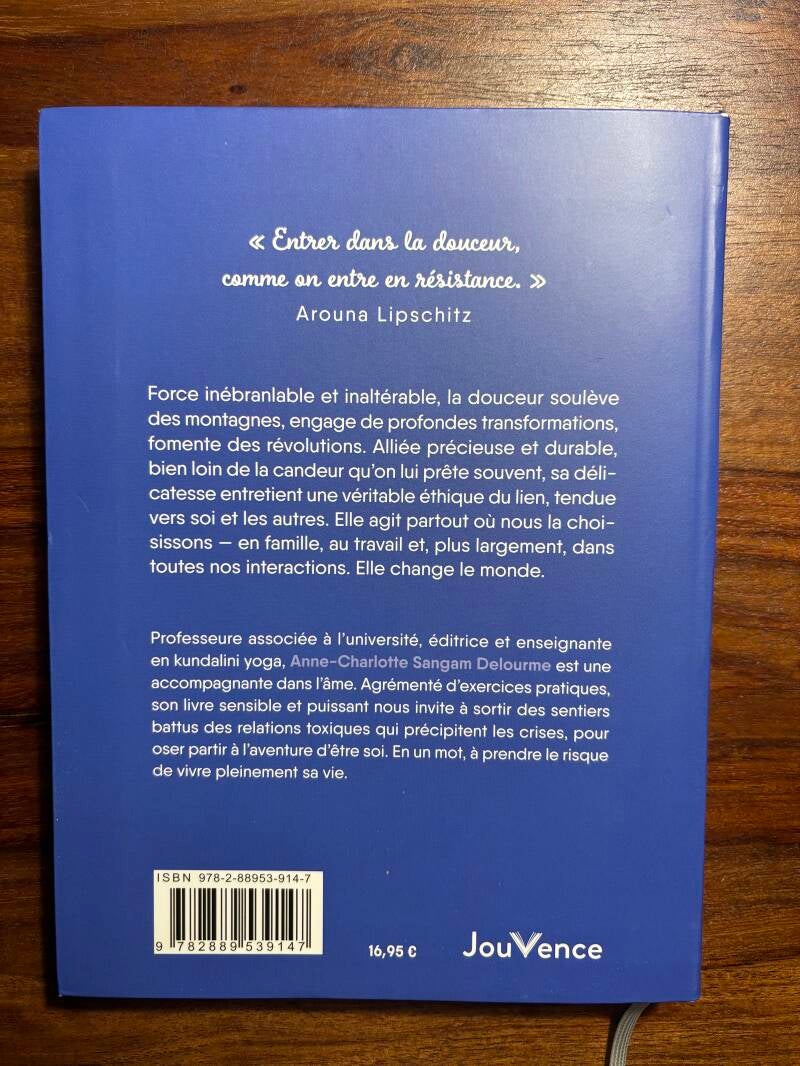 « Entrer dans la douceur,
comme on entre en résistance. »
Arouna Lipschitz
Force inébranlable et inaltérable, la douceur soulève
des montagnes, engage de profondes transformations,
fomente des révolutions. Alliée précieuse et durable,
bien loin de la candeur qu'on lui prête souvent, sa déli-
catesse entretient une véritable éthique du lien, tendue
vers soi et les autres. Elle agit partout où nous la choi-
sissons – en famille, au travail et, plus largement, dans
toutes nos interactions. Elle change le monde.
Professeure associée à l'université, éditrice et enseignante
en kundalini yoga, Anne-Charlotte Sangam Delourme est une
accompagnante dans l'âme. Agrémenté d'exercices pratiques,
son livre sensible et puissant nous invite à sortir des sentiers
battus des relations toxiques qui précipitent les crises, pour
oser partir à l'aventure d'être soi. En un mot, à prendre le risque
de vivre pleinement sa vie.
ISBN 978-2-88953-914-7
9 782889 539147
16,95 €
JouVence